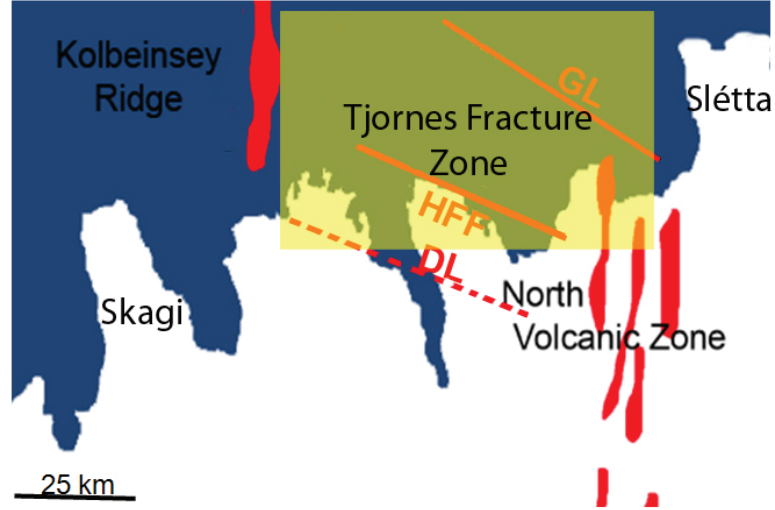 Kolbeinsey
Ridge
GL
Slétta
Tjornes Fracture
Zone
HFF
DL
Skagi
North
Volcanic Zone
25 km